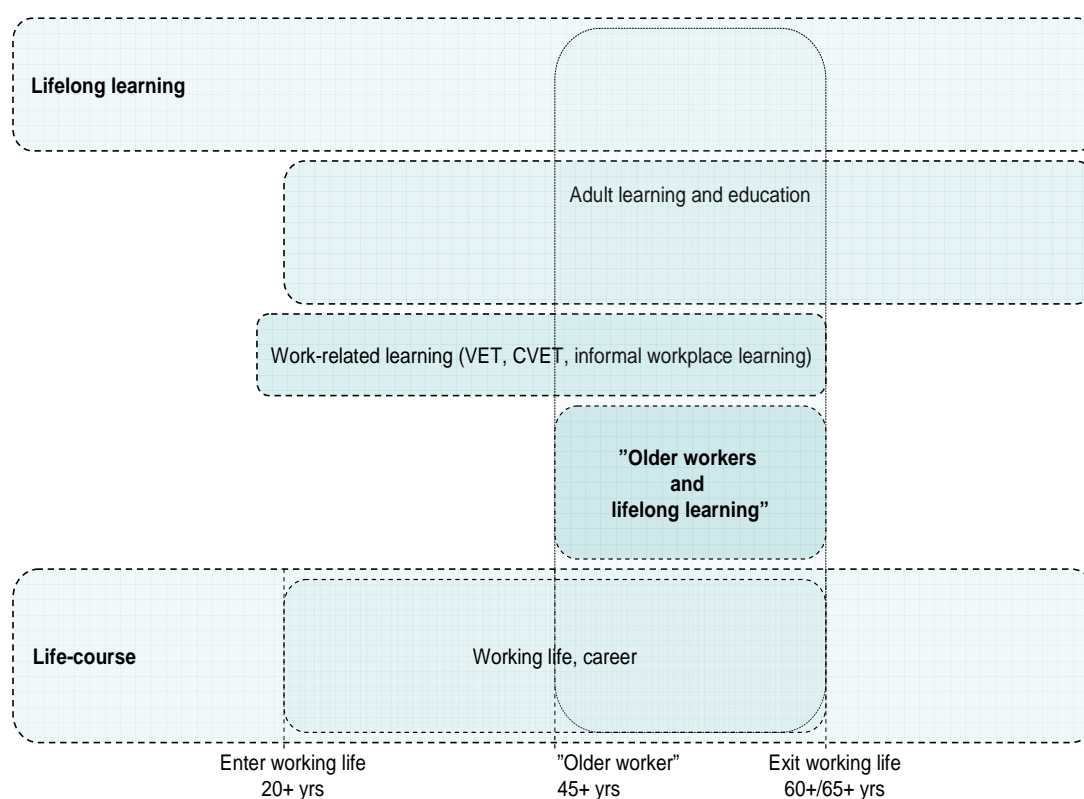 Lifelong learning
Adult learning and education
Work-related learning (VET, CVET, informal workplace learning)
”Older workers
and
lifelong learning”
Life-course
Working life, career
Enter working life
20+ yrs
”Older worker”
45+ yrs
Exit working life
60+/65+ yrs